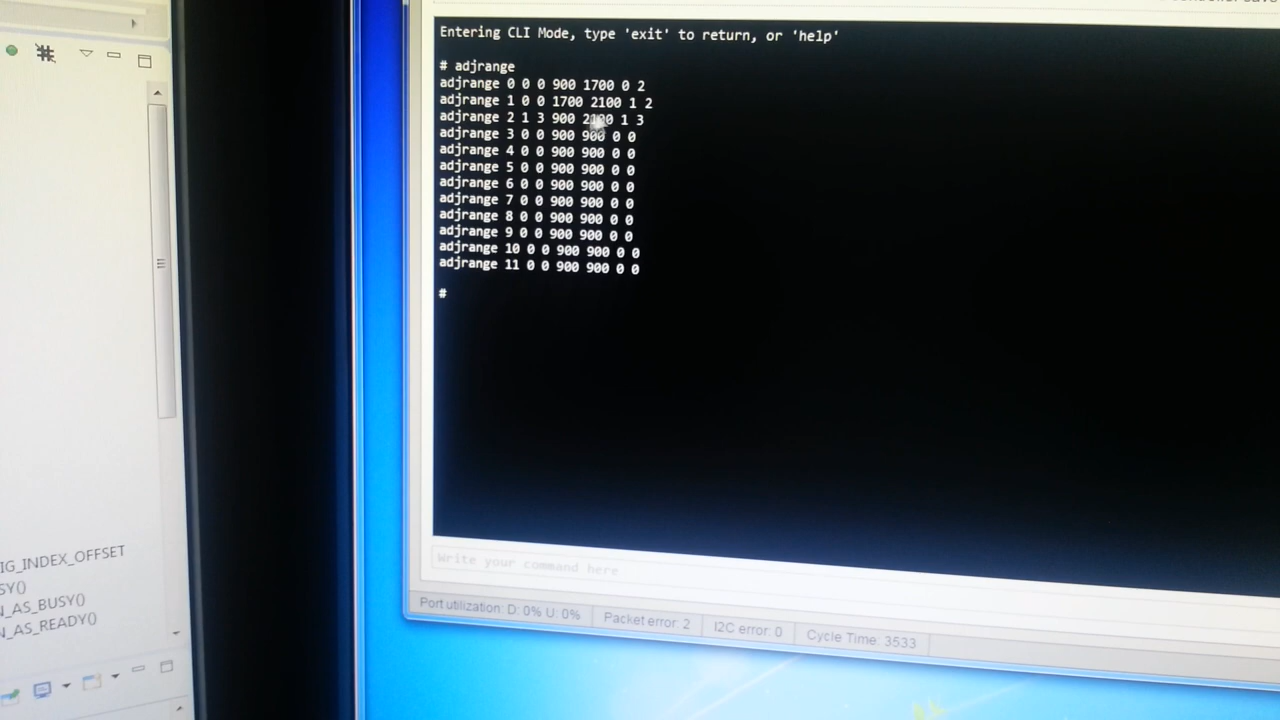 Entering CLI Mode, type 'exit' to return, or 'help'
# adjrange
adjrange 0 0 0 900 1700 0 2
adjrange 1 0 0 1700 2100 1 2
adjrange 2 1 3 900 2100 1 3
adjrange 3 0 0 900 900 0 0
adjrange 4 0 0 900 900 0 0
adjrange 5 0 0 900 900 0 0
adjrange 6 0 0 900 900 0 0
adjrange 7 0 0 900 900 0 0
adjrange 8 0 0 900 900 0 0
adjrange 9 0 0 900 900 0 0
adjrange 10 0 0 900 900 0 0
adjrange 11 0 0 900 900 0 0
#
Write your command here
Port utilization: D: 0% U: 0% Packet error: 2 I2C error: 0 Cycle Time: 3533
IG_INDEX_OFFSET
SY()
N_AS_BUSY()
N_AS_READY()